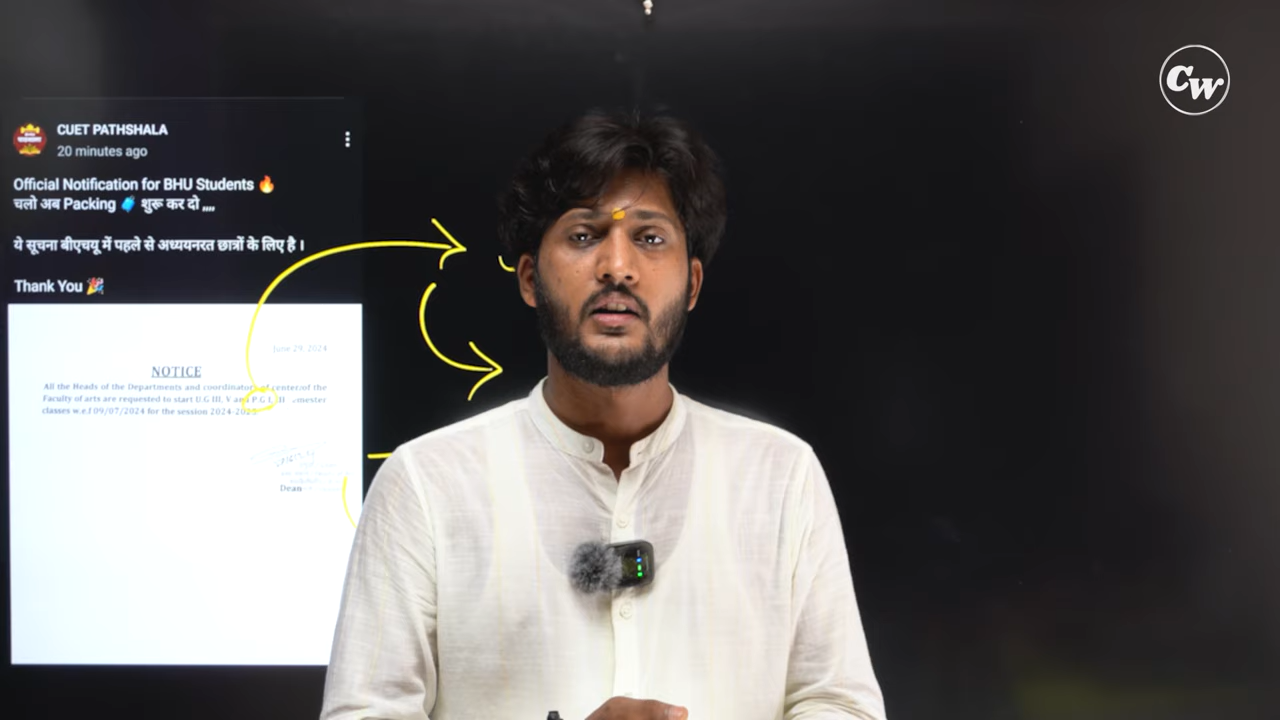 CUET PATHSHALA
20 minutes ago
Official Notification for BHU Students 🔥
चलो अब Packing 🧳 शुरू कर दो ,,,,
ये सूचना बीएचयू में पहले से अध्ययनरत छात्रों के लिए है ।
Thank You 🎉
June 29, 2024
NOTICE
All the Heads of the Departments and coordinators of center/of the
Faculty of arts are requested to start U.G III, V and P.G
classes w.e.f 09/07/2024 for the session 2024-2025
Dean
CW